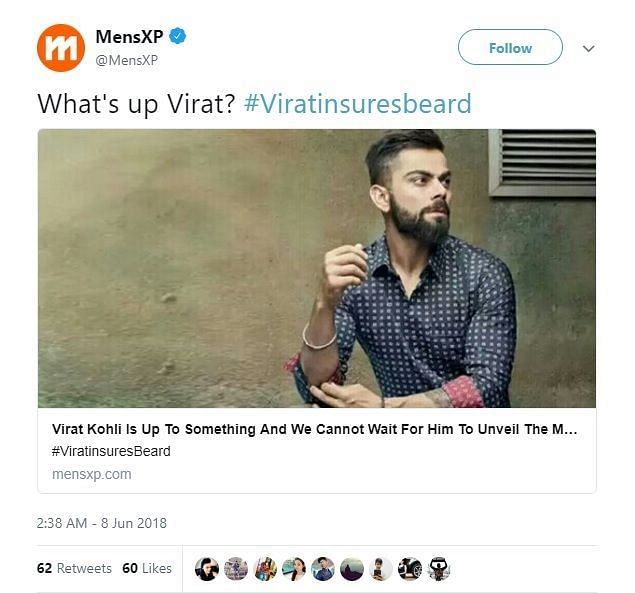 MensXP
@MensXP
Follow
What's up Virat? #Viratinsuresbeard
Virat Kohli Is Up To Something And We Cannot Wait For Him To Unveil The M...
#ViratinsuresBeard
mensxp.com
2:38 AM - 8 Jun 2018
62 Retweets 60 Likes